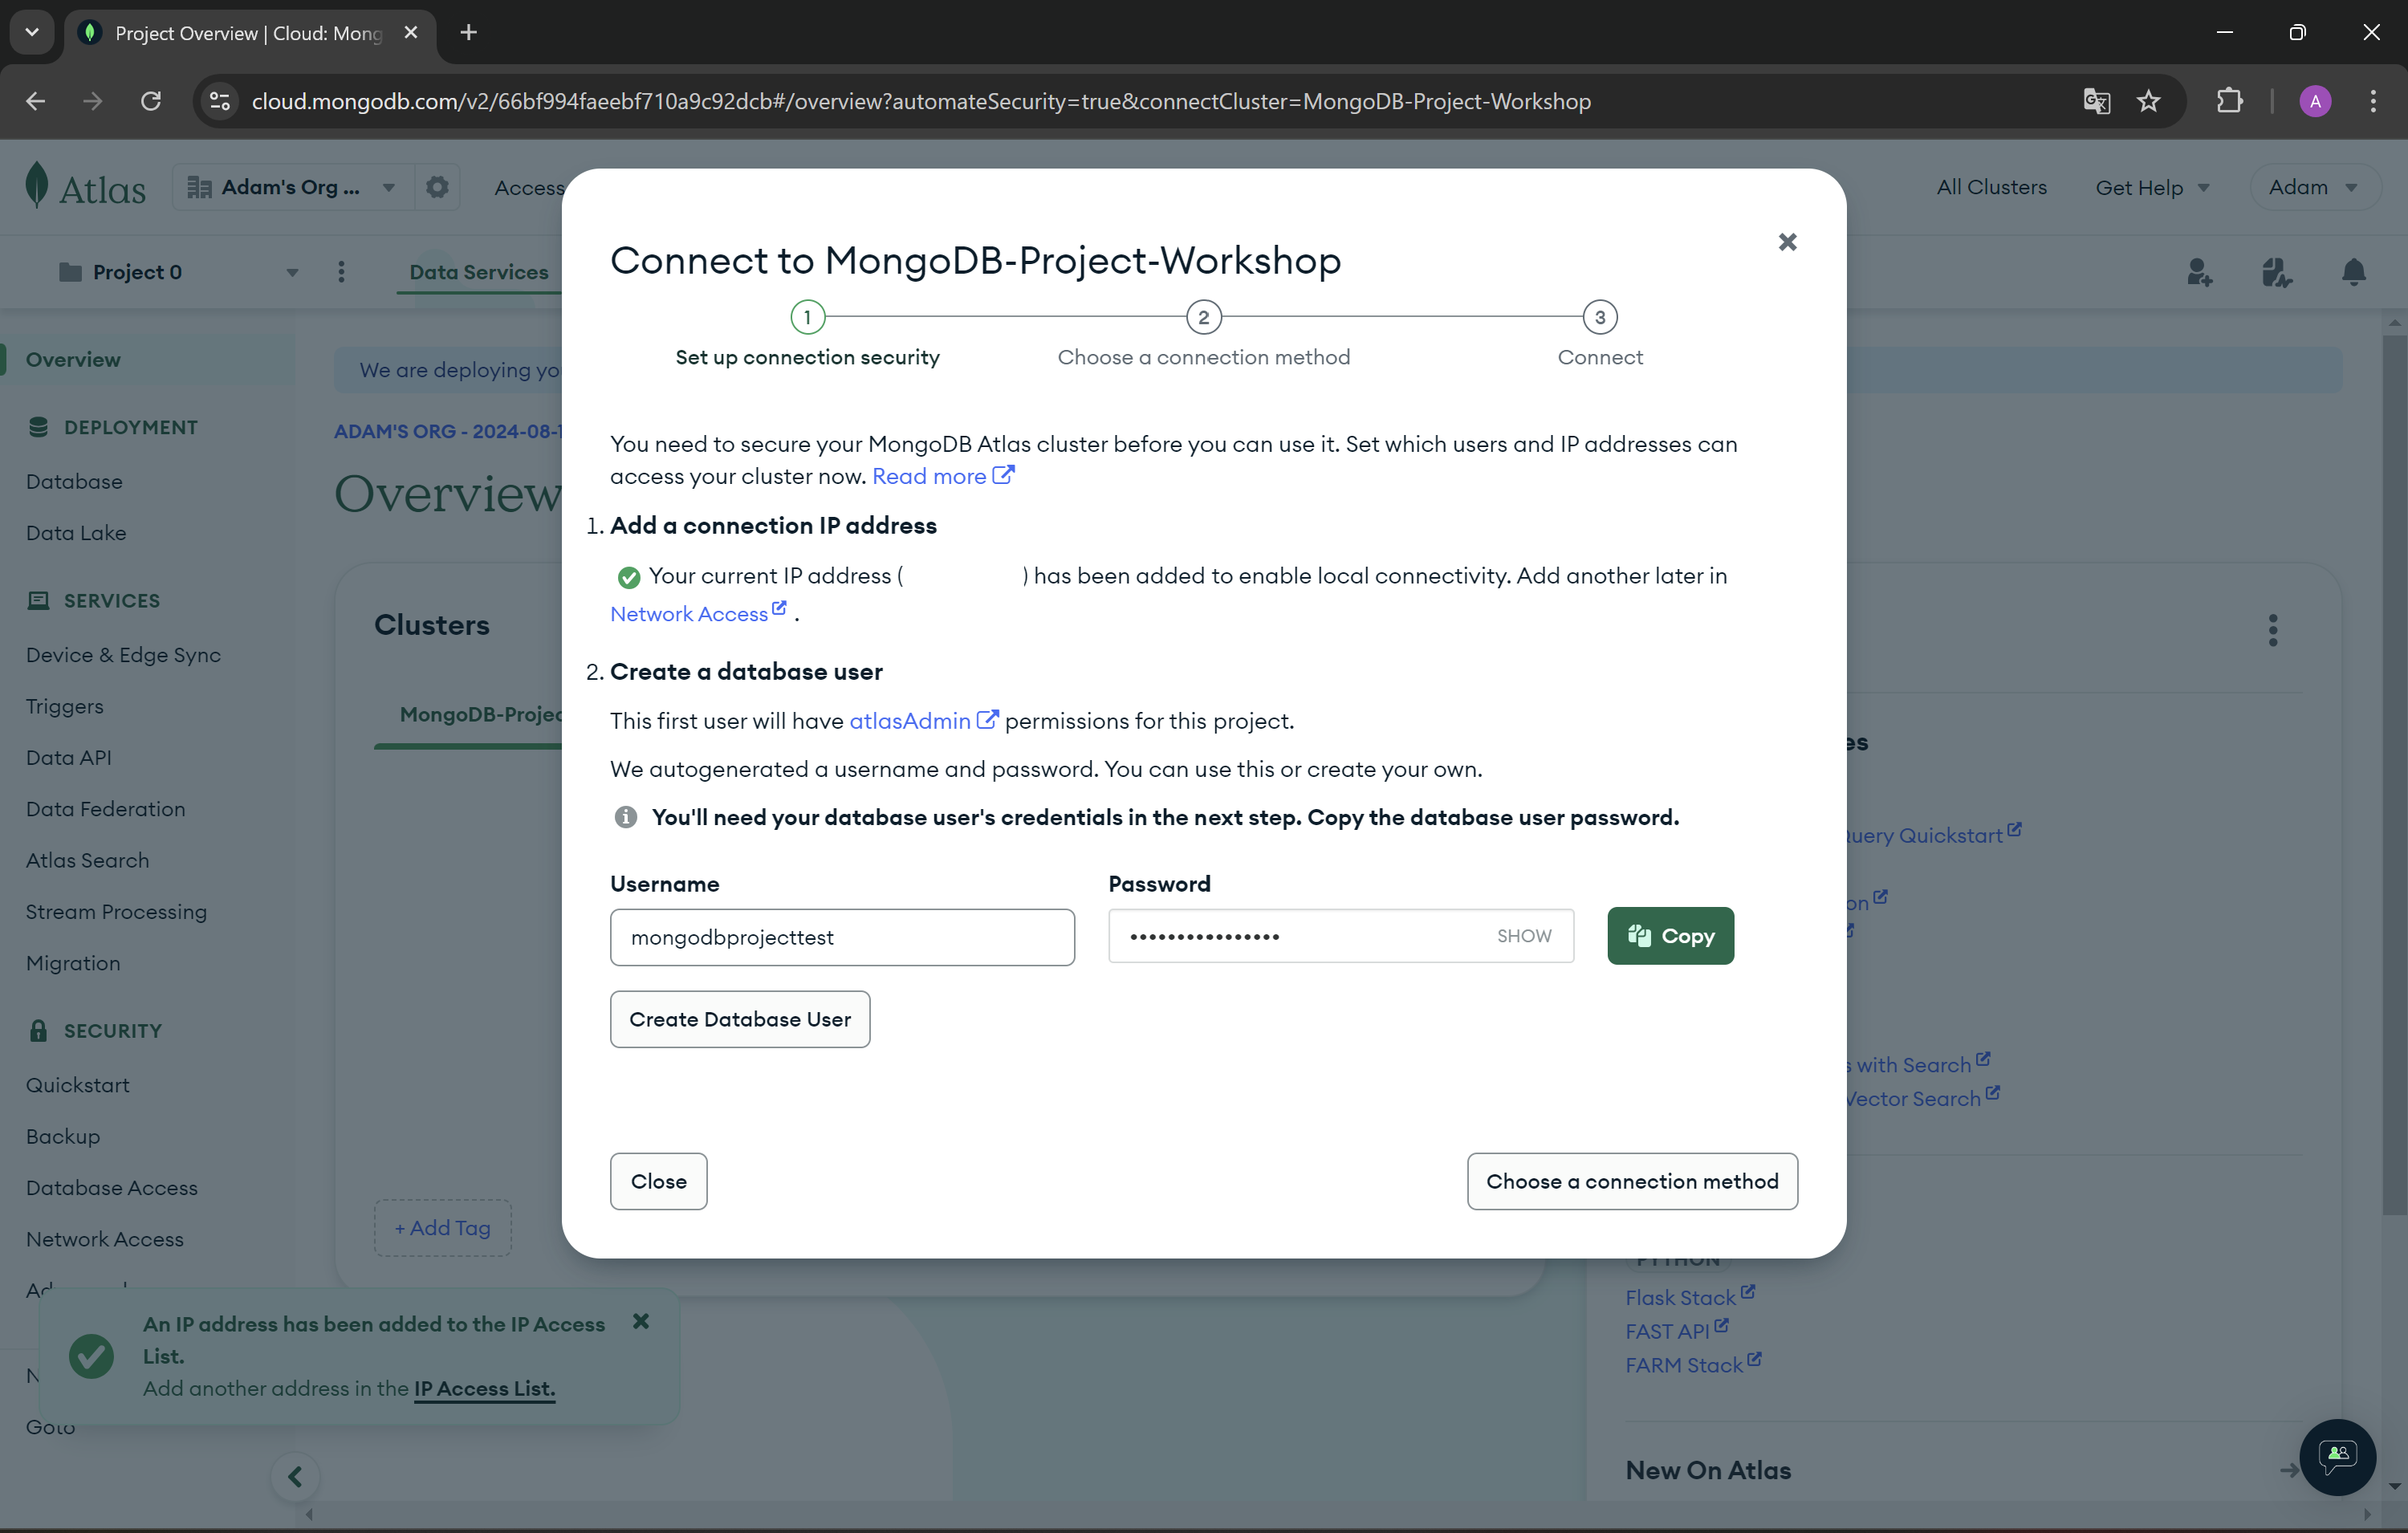 Project Overview | Cloud: Mong
cloud.mongodb.com/v2/66bf994faeebf710a9c92dcb#/overview?automateSecurity=true&connectCluster=MongoDB-Project-Workshop
A
Atlas
Adam's Org ...
Access
All Clusters
Get Help
Adam
Project 0
Data Services
Overview
DEPLOYMENT
Database
Data Lake
SERVICES
Device & Edge Sync
Triggers
Data API
Data Federation
Atlas Search
Stream Processing
Migration
SECURITY
Quickstart
Backup
Database Access
Network Access
Goto
We are deploying yo
ADAM'S ORG - 2024-08-1
Overview
Clusters
MongoDB-Projec
+ Add Tag
Connect to MongoDB-Project-Workshop
1
2
3
Set up connection security
Choose a connection method
Connect
You need to secure your MongoDB Atlas cluster before you can use it. Set which users and IP addresses can
access your cluster now. Read more
1. Add a connection IP address
Your current IP address ( ) has been added to enable local connectivity. Add another later in
Network Access .
2. Create a database user
This first user will have atlasAdmin permissions for this project.
We autogenerated a username and password. You can use this or create your own.
You'll need your database user's credentials in the next step. Copy the database user password.
Username
Password
mongodbprojecttest
•••••••••••••••• SHOW
Copy
Create Database User
Close
Choose a connection method
es
uery Quickstart
on
s with Search
Vector Search
PYTHON
Flask Stack
FAST API
FARM Stack
New On Atlas
An IP address has been added to the IP Access
List.
Add another address in the IP Access List.